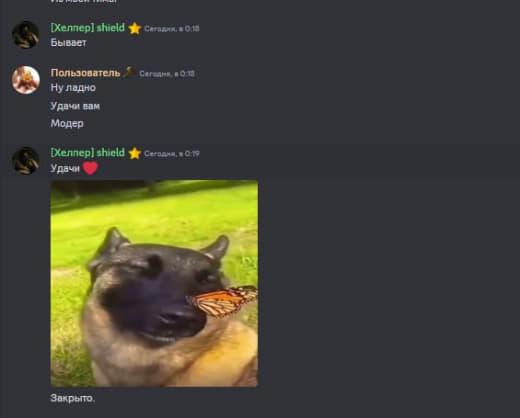 [Хелпер] shield Сегодня, в 0:18
Бывает
Пользователь Сегодня, в 0:18
Ну ладно
Удачи вам
Модер
[Хелпер] shield Сегодня, в 0:19
Удачи ❤️
Закрыто.